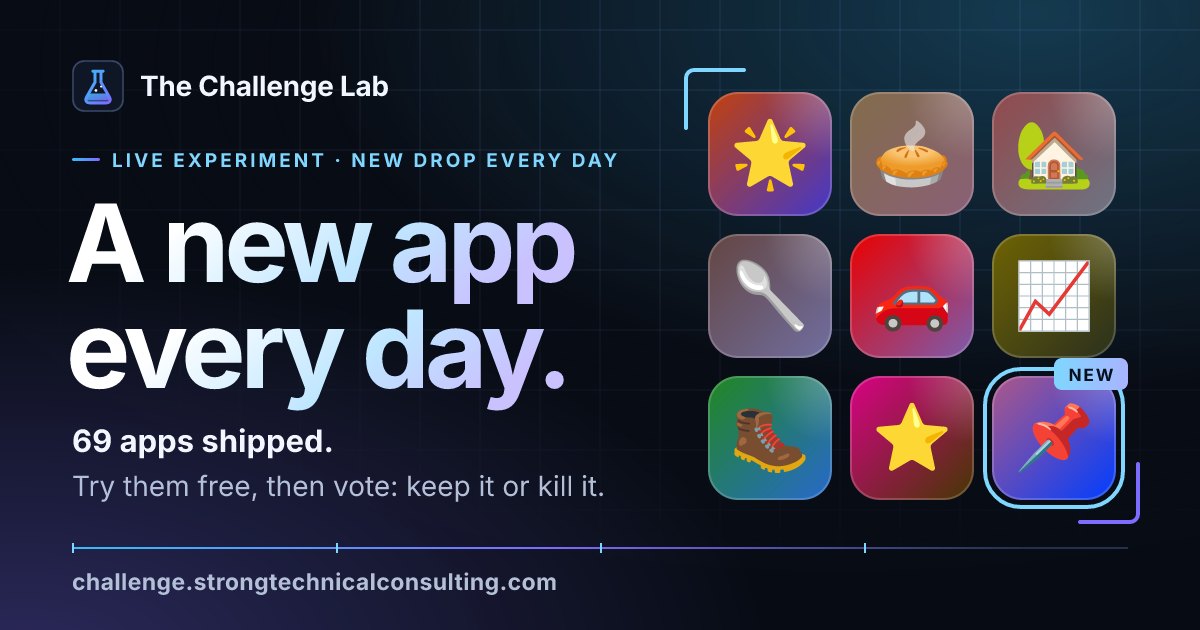 The Challenge Lab
LIVE EXPERIMENT · NEW DROP EVERY DAY
A new app
every day.
69 apps shipped.
Try them free, then vote: keep it or kill it.
NEW
challenge.strongtechnicalconsulting.com